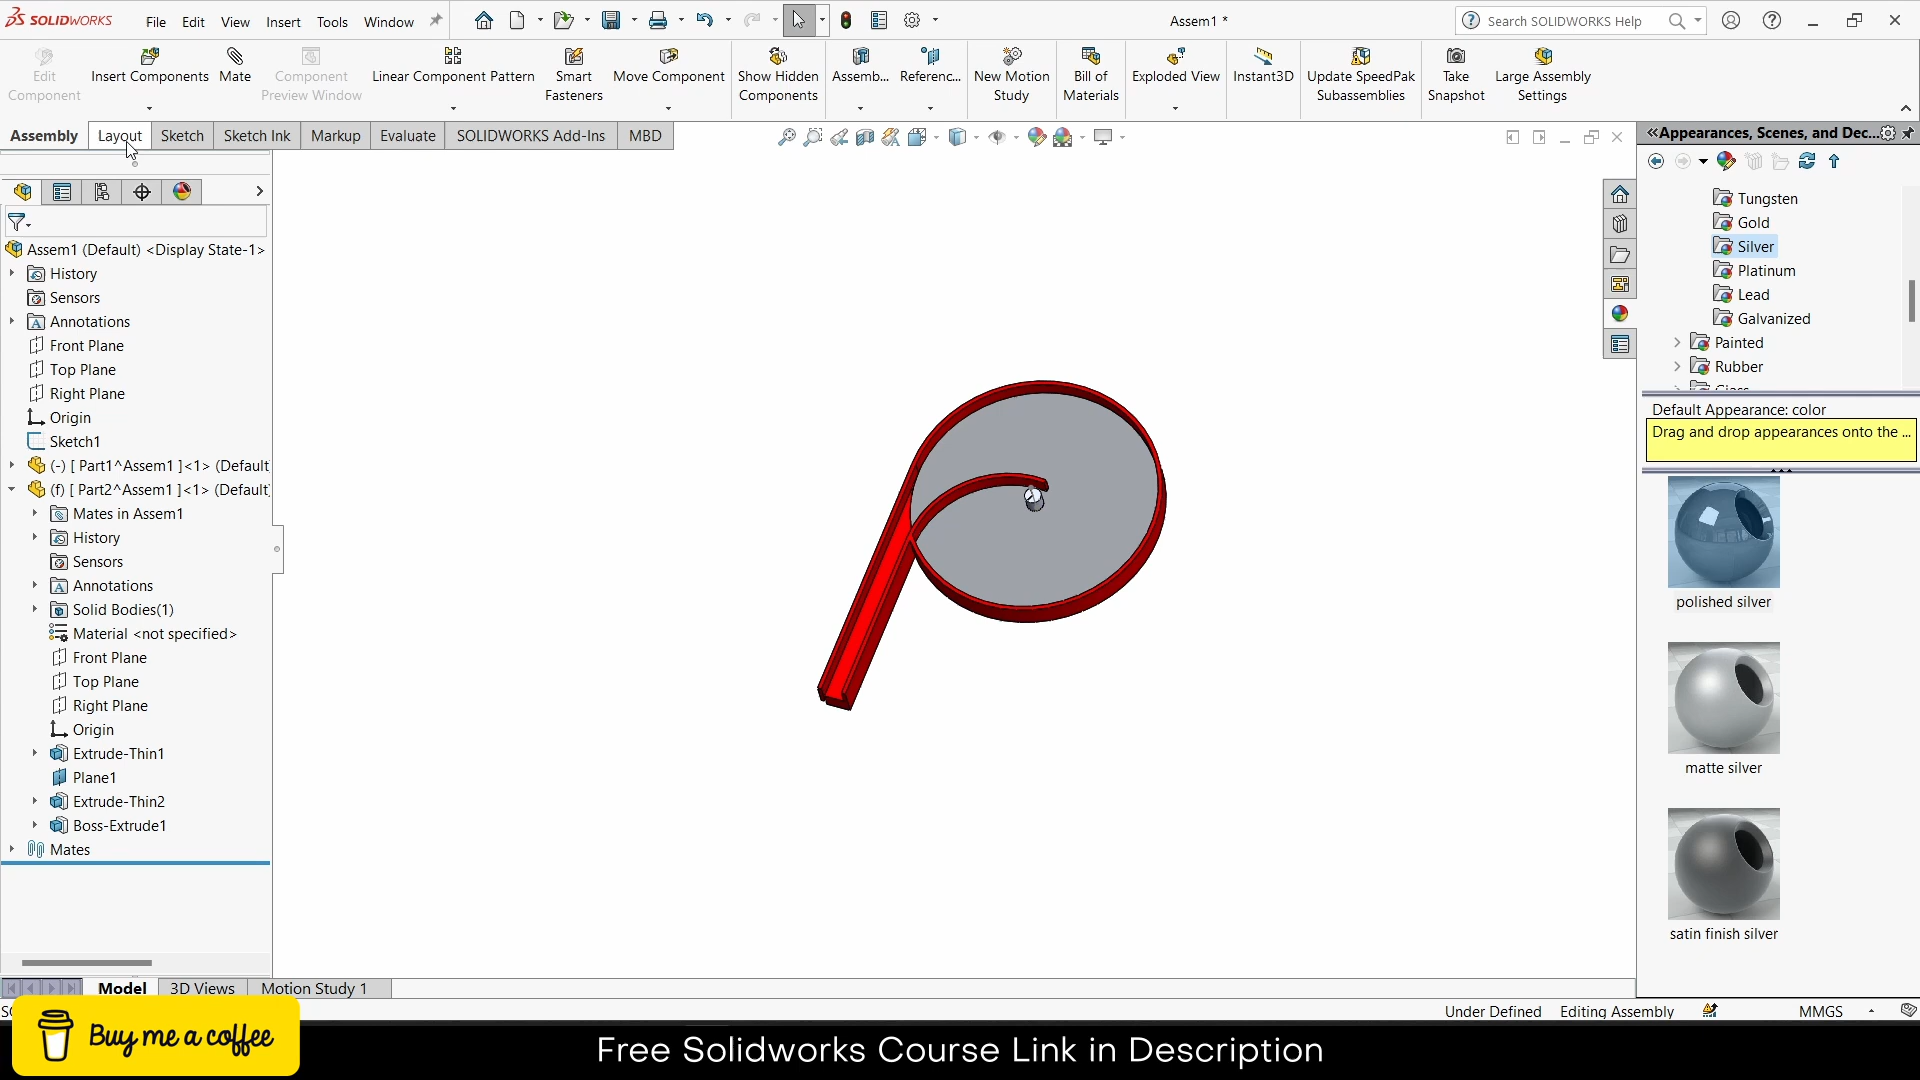 SOLIDWORKS File Edit View Insert Tools Window Assem1 * Search SOLIDWORKS Help
Edit Component
Insert Components
Mate
Component Preview Window
Linear Component Pattern
Smart Fasteners
Move Component
Show Hidden Components
Assemb...
Referenc...
New Motion Study
Bill of Materials
Exploded View
Instant3D
Update SpeedPak Subassemblies
Take Snapshot
Large Assembly Settings
Assembly Layout Sketch Sketch Ink Markup Evaluate SOLIDWORKS Add-Ins MBD
Assem1 (Default) <Display State-1>
History
Sensors
Annotations
Front Plane
Top Plane
Right Plane
Origin
Sketch1
(-) [ Part1^Assem1 ]<1> (Default
(f) [ Part2^Assem1 ]<1> (Default
Mates in Assem1
History
Sensors
Annotations
Solid Bodies(1)
Material <not specified>
Front Plane
Top Plane
Right Plane
Origin
Extrude-Thin1
Plane1
Extrude-Thin2
Boss-Extrude1
Mates
Model 3D Views Motion Study 1
«Appearances, Scenes, and Dec...
Tungsten
Gold
Silver
Platinum
Lead
Galvanized
Painted
Rubber
Default Appearance: color
Drag and drop appearances onto the ...
polished silver
matte silver
satin finish silver
Under Defined Editing Assembly MMGS
Buy me a coffee
Free Solidworks Course Link in Description